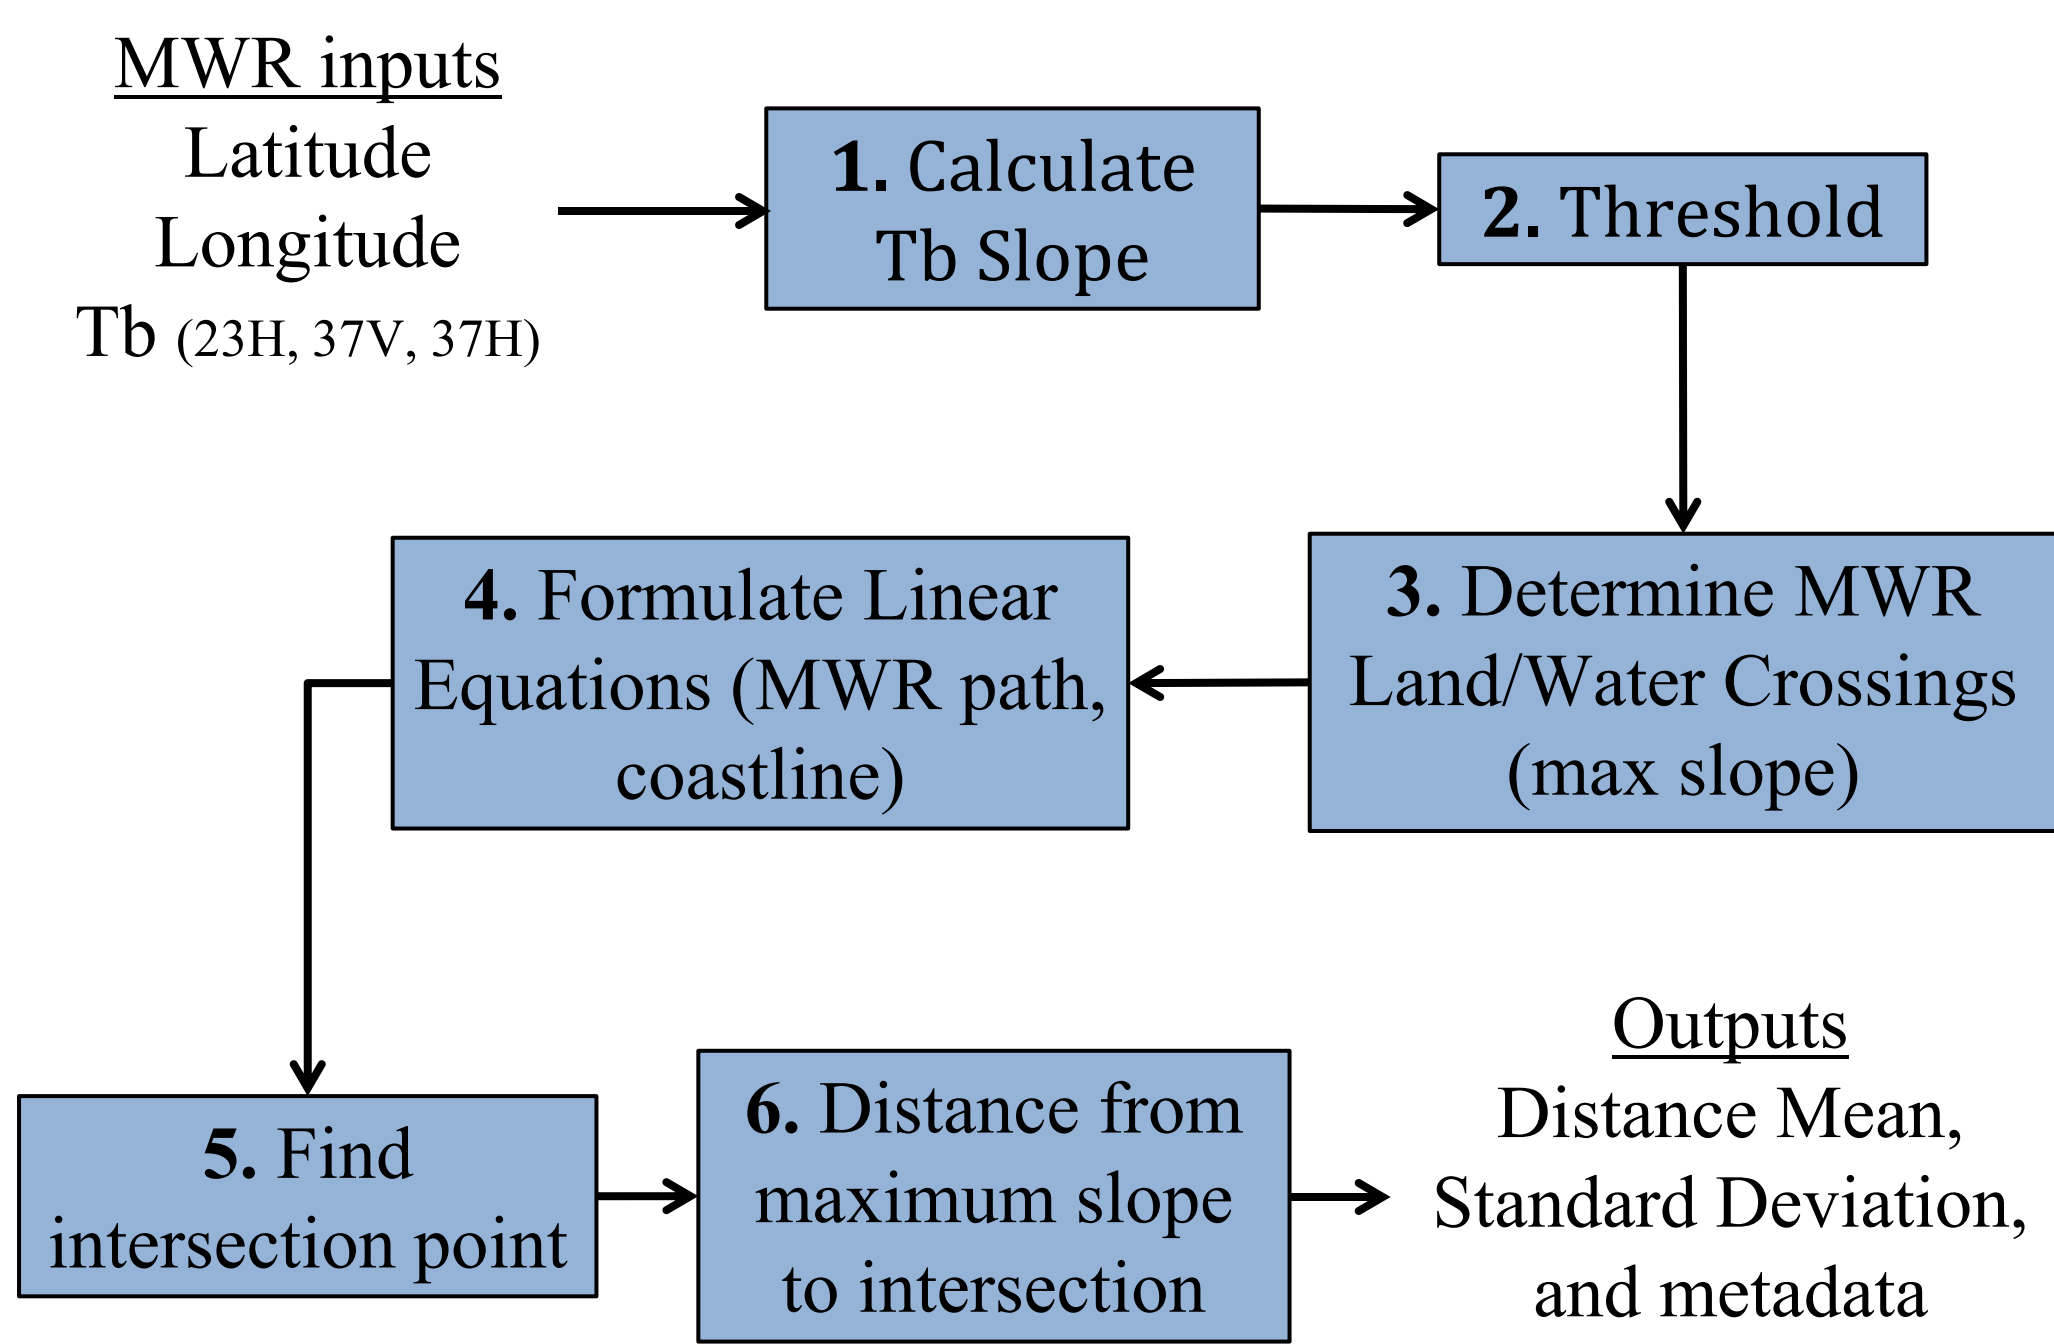 MWR inputs
Latitude
Longitude
Tb (23H, 37V, 37H)
1. Calculate
Tb Slope
2. Threshold
3. Determine MWR
Land/Water Crossings
(max slope)
4. Formulate Linear
Equations (MWR path,
coastline)
5. Find
intersection point
6. Distance from
maximum slope
to intersection
Outputs
Distance Mean,
Standard Deviation,
and metadata